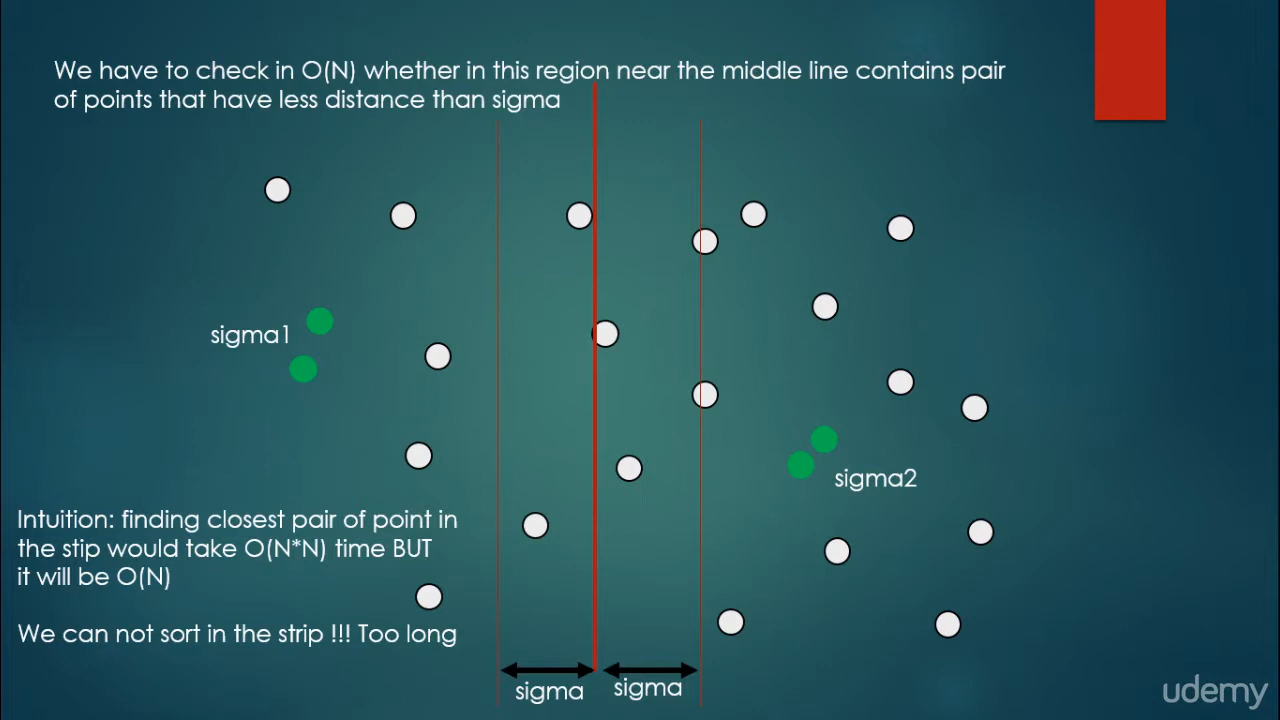 We have to check in O(N) whether in this region near the middle line contains pair
of points that have less distance than sigma
sigma1
sigma2
Intuition: finding closest pair of point in
the stip would take O(N*N) time BUT
it will be O(N)
We can not sort in the strip !!! Too long
sigma
sigma
udemy